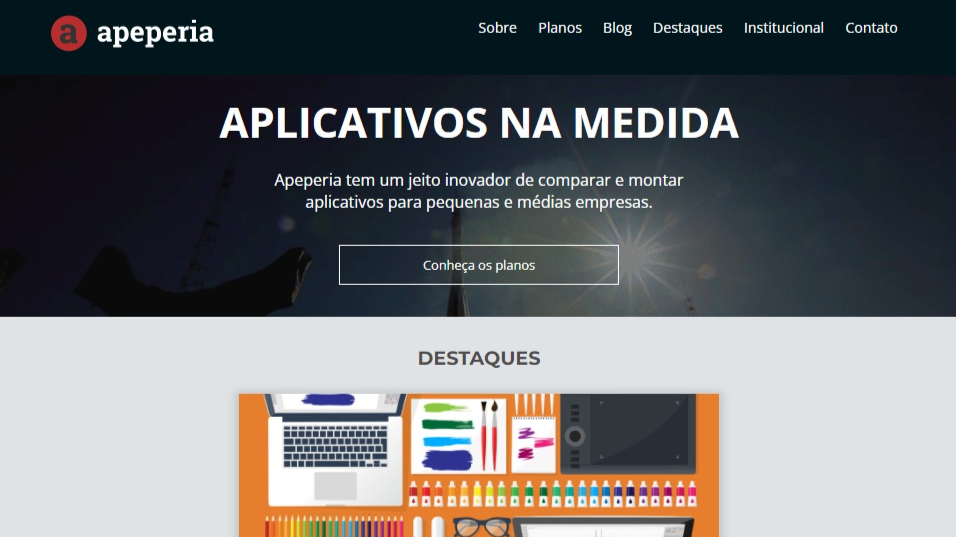 a apeperia
Sobre Planos Blog Destaques Institucional Contato
APLICATIVOS NA MEDIDA
Apeperia tem um jeito inovador de comparar e montar
aplicativos para pequenas e médias empresas.
Conheça os planos
DESTAQUES